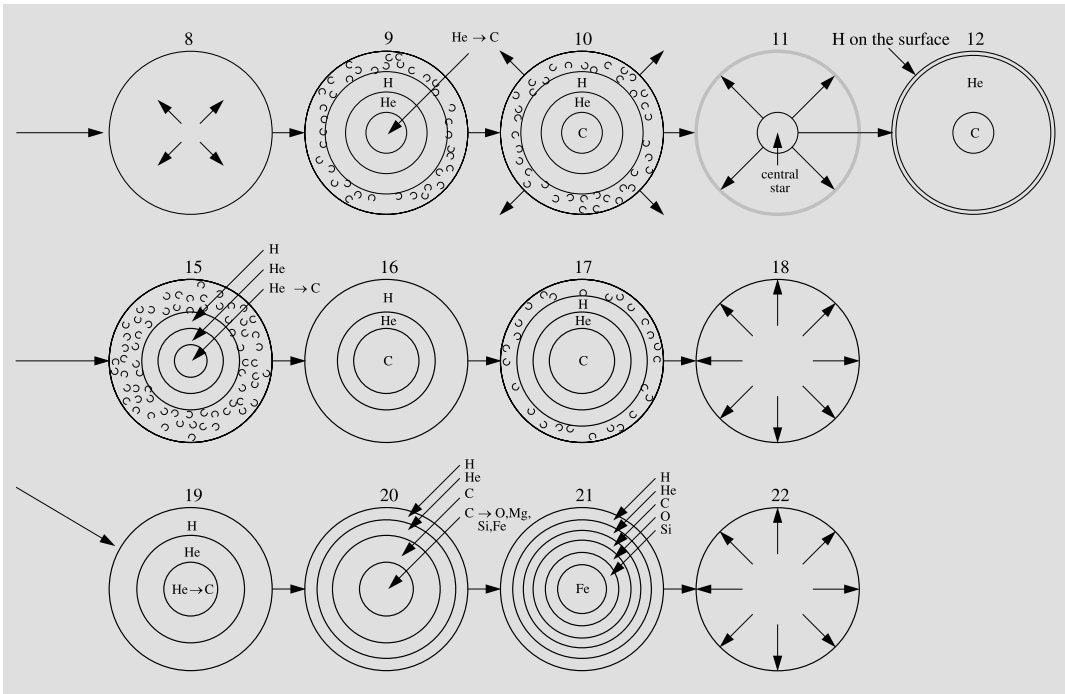 8
9
He → C
10
11
H on the surface
12
H
He
H
He
C
central
star
He
C
15
H
He
He → C
16
H
He
C
17
H
He
C
18
19
H
He
He → C
20
H
He
C
C → O,Mg,
Si,Fe
21
H
He
C
O
Si
Fe
22